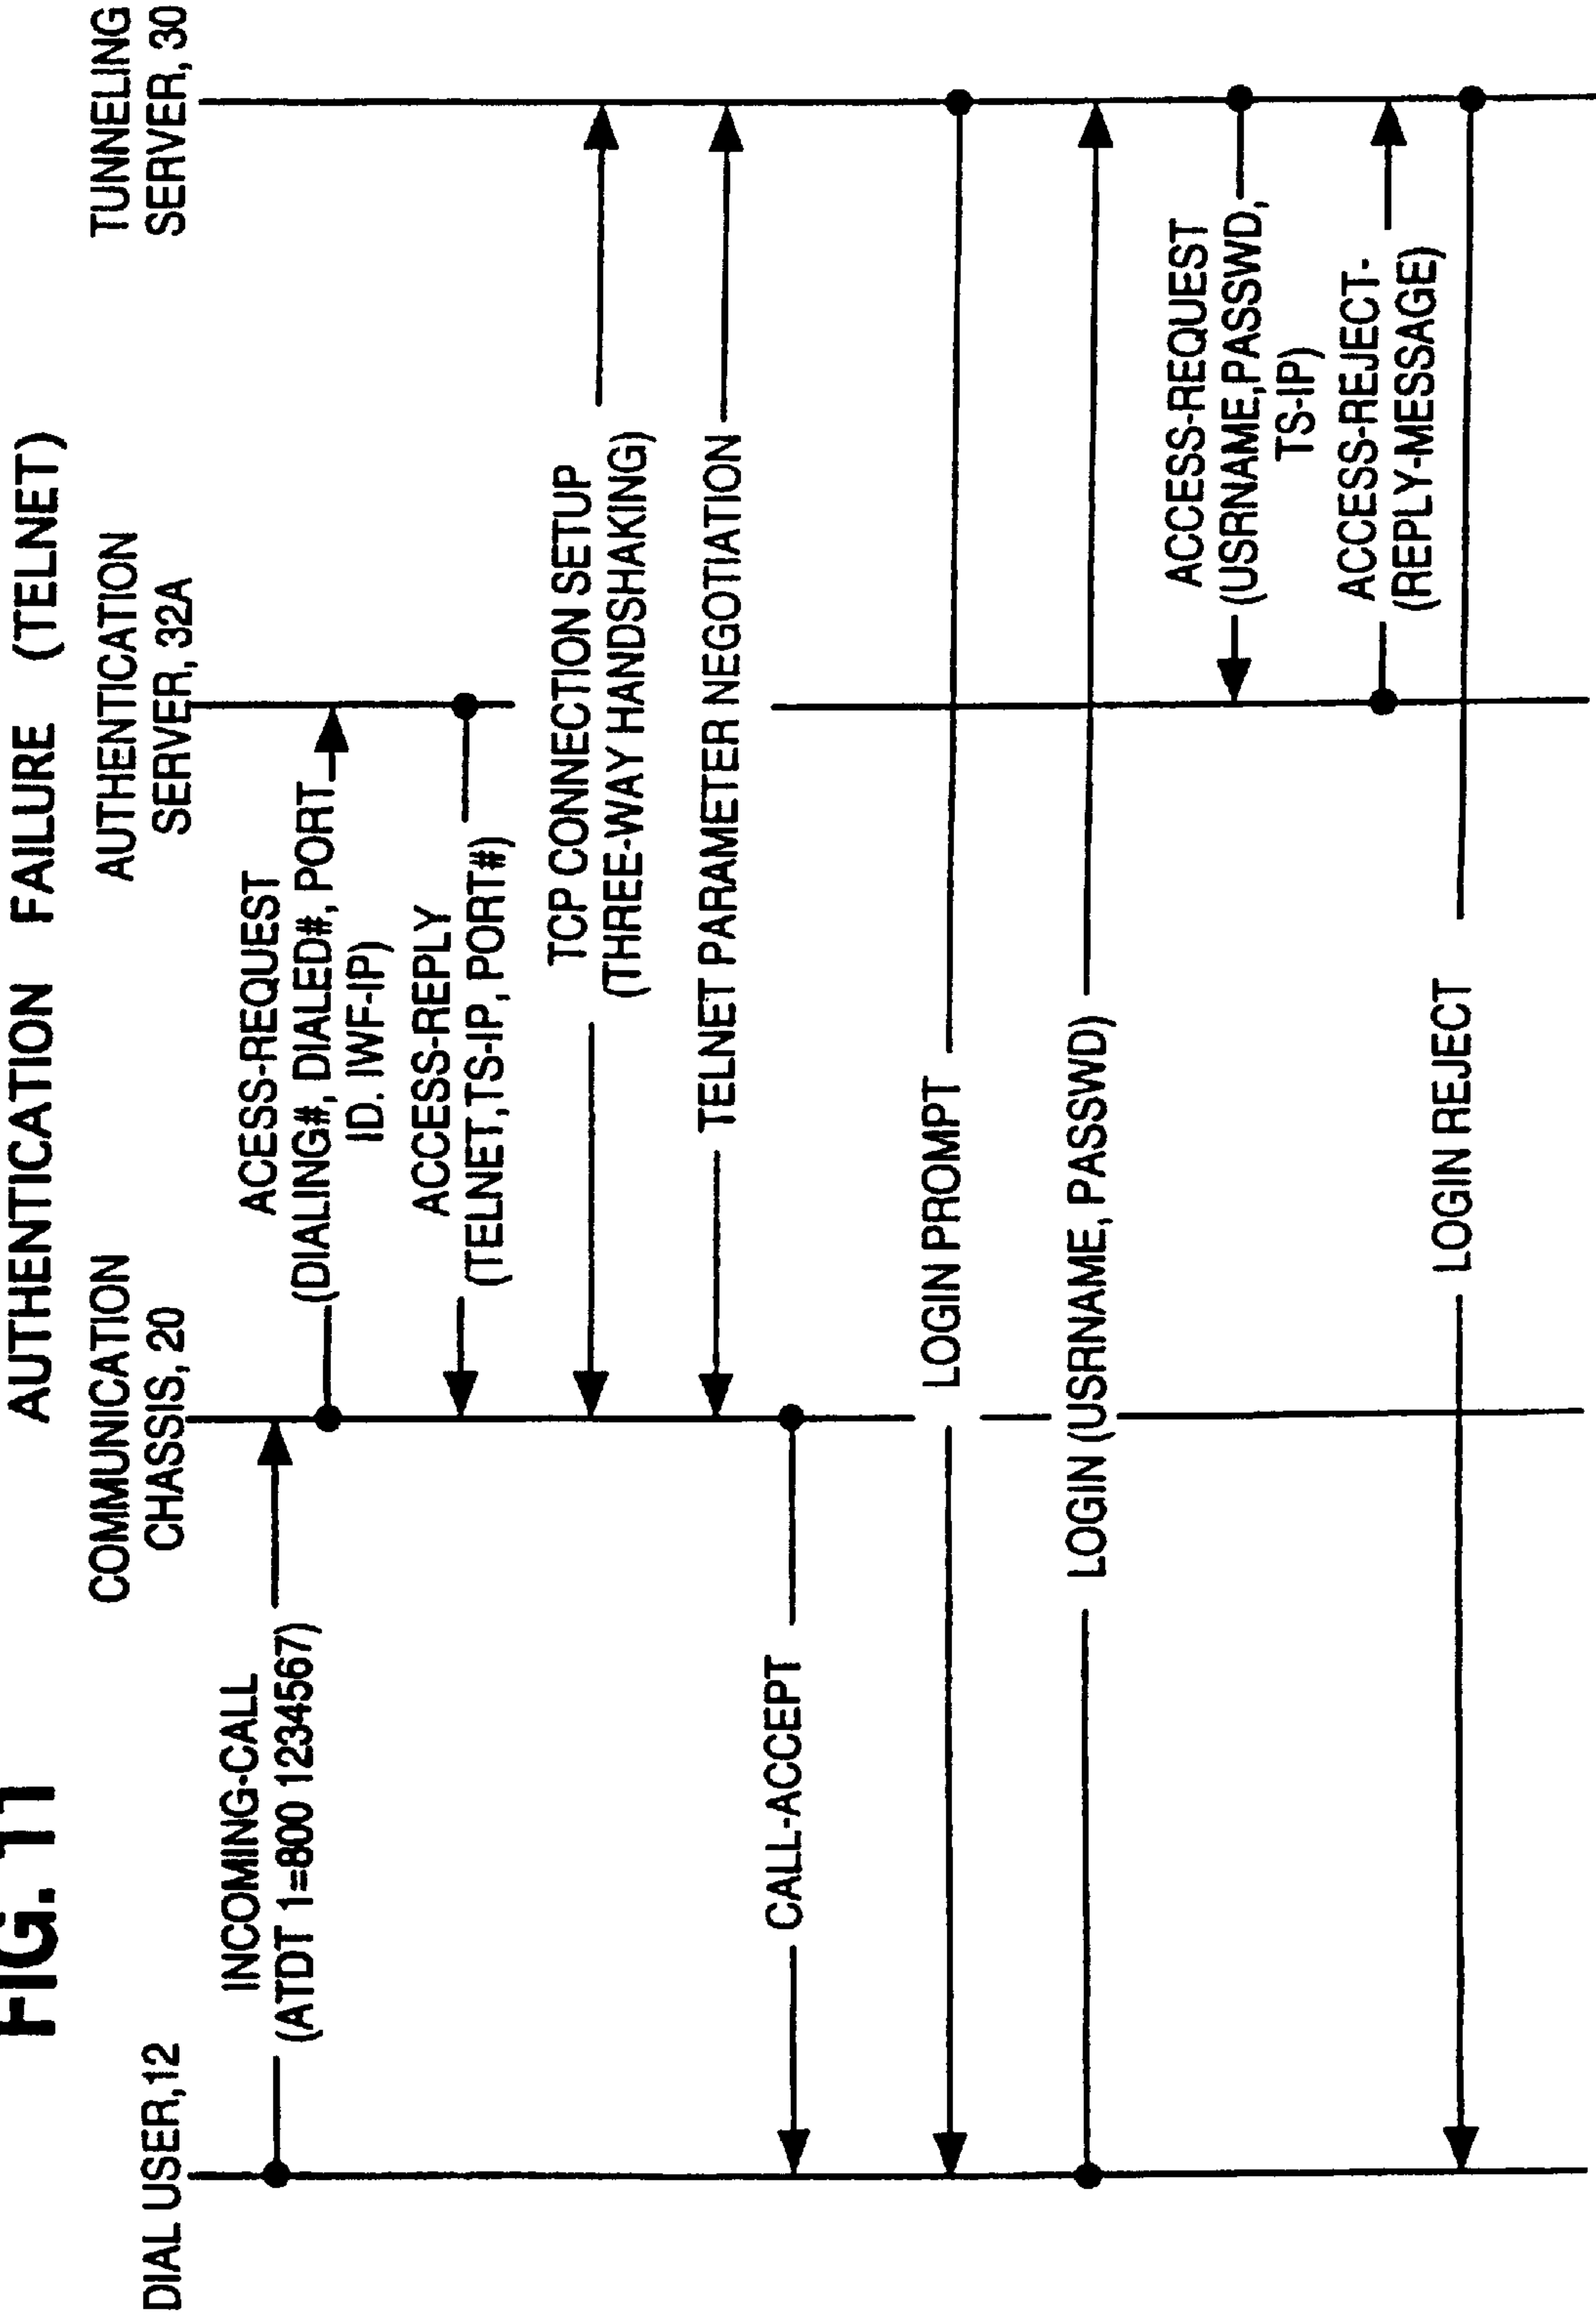 FIG. 11
AUTHENTICATION FAILURE (TELNET)
DIAL USER,12
COMMUNICATION
CHASSIS, 20
AUTHENTICATION
SERVER, 32A
TUNNELING
SERVER, 30
INCOMING-CALL
(ATDT 1=800 1234567)
ACESS-REQUEST
(DIALING#, DIALED#, PORT
ID. IWF-IP)
ACCESS-REPLY
(TELNET,TS-IP, PORT#)
TCP CONNECTION SETUP
(THREE-WAY HANDSHAKING)
TELNET PARAMETER NEGOTIATION
CALL-ACCEPT
LOGIN PROMPT
LOGIN (USRNAME, PASSWD)
ACCESS-REQUEST
(USRNAME,PASSWD,
TS-IP)
ACCESS-REJECT-
(REPLY-MESSAGE)
LOGIN REJECT